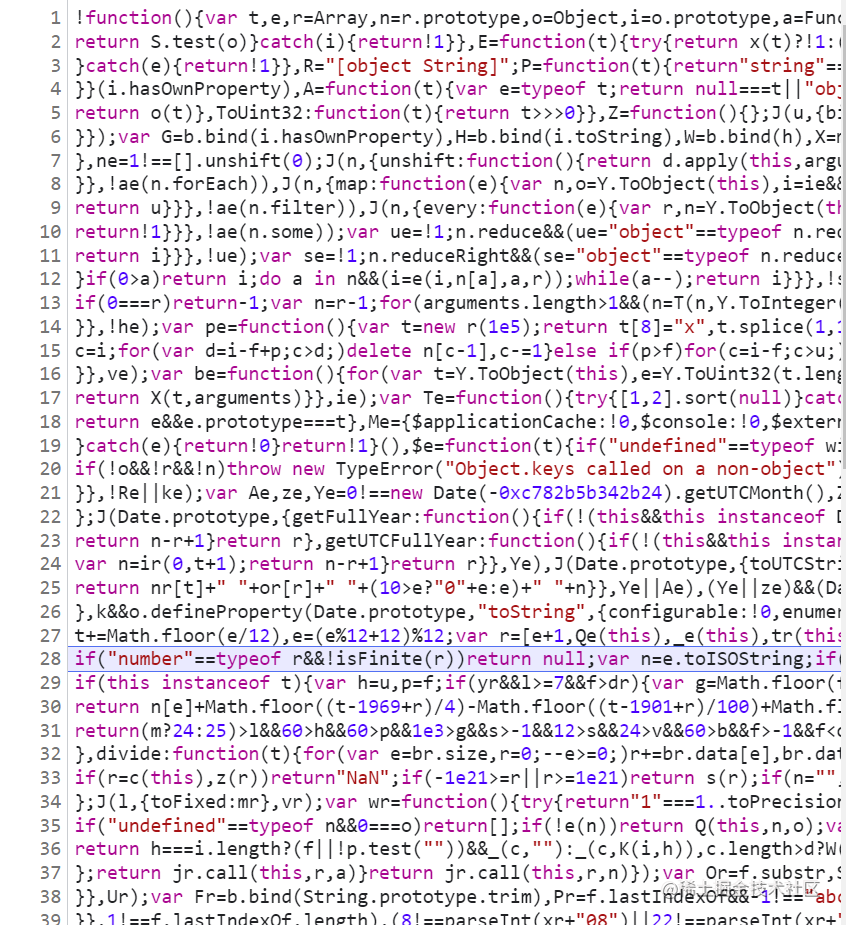 1 !function(){var t,e,r=Array,n=r.prototype,o=Object,i=o.prototype,a=Func
2 return S.test(o)}catch(i){return!1}},E=function(t){try{return x(t)?!1:
3 }catch(e){return!1}},R="[object String]";P=function(t){return"string"==
4 }}(i.hasOwnProperty),A=function(t){var e=typeof t;return null===t||"obj
5 return o(t)},ToUint32:function(t){return t>>>0}},Z=function(){};J(u,{bi
6 }});var G=b.bind(i.hasOwnProperty),H=b.bind(i.toString),W=b.bind(h),X=
7 },ne=1!==[].unshift(0);J(n,{unshift:function(){return d.apply(this,argu
8 }},!ae(n.forEach)),J(n,{map:function(e){var n,o=Y.ToObject(this),i=ie&&
9 return u}}},!ae(n.filter)),J(n,{every:function(e){var r,n=Y.ToObject(th
10 return!1}}},!ae(n.some));var ue=!1;n.reduce&&(ue="object"==typeof n.red
11 return i}}},!ue);var se=!1;n.reduceRight&&(se="object"==typeof n.reduce
12 }if(0>a)return i;do a in n&&(i=e(i,n[a],a,r));while(a--);return i}}},!s
13 if(0===r)return-1;var n=r-1;for(arguments.length>1&&(n=T(n,Y.ToInteger(
14 }},!he);var pe=function(){var t=new r(1e5);return t[8]="x",t.splice(1,1
15 c=i;for(var d=i-f+p;c>d;)delete n[c-1],c-=1}else if(p>f)for(c=i-f;c>u;)
16 }},ve);var be=function(){for(var t=Y.ToObject(this),e=Y.ToUint32(t.leng
17 return X(t,arguments)}},ie);var Te=function(){try{[1,2].sort(null)}catc
18 return e&&e.prototype===t},Me={$applicationCache:!0,$console:!0,$exter
19 }catch(e){return!0}return!1}(),$e=function(t){if("undefined"==typeof wi
20 if(!o&&!r&&!n)throw new TypeError("Object.keys called on a non-object")
21 }},!Re||ke);var Ae,ze,Ye=0!==new Date(-0xc782b5b342b24).getUTCMonth(),
22 };J(Date.prototype,{getFullYear:function(){if(!(this&&this instanceof D
23 return n-r+1}return r},getUTCFullYear:function(){if(!(this&&this instan
24 var n=ir(0,t+1);return n-r+1}return r}},Ye),J(Date.prototype,{toUTCStri
25 return nr[t]+" "+or[r]+" "+(10>e?"0"+e:e)+" "+n}},Ye||Ae),(Ye||ze)&&(Da
26 },k&&o.defineProperty(Date.prototype,"toString",{configurable:!0,enumer
27 t+=Math.floor(e/12),e=(e%12+12)%12;var r=[e+1,Qe(this),_e(this),tr(this
28 if("number"==typeof r&&!isFinite(r))return null;var n=e.toISOString;if(
29 if(this instanceof t){var h=u,p=f;if(yr&&l>=7&&f>dr){var g=Math.floor(
30 return n[e]+Math.floor((t-1969+r)/4)-Math.floor((t-1901+r)/100)+Math.fl
31 return(m?24:25)>l&&60>h&&60>p&&1e3>g&&s>-1&&12>s&&24>v&&60>b&&f>-1&&f<c
32 },divide:function(t){for(var e=br.size,r=0;--e>=0;)r+=br.data[e],br.dat
33 if(r=c(this),z(r))return"NaN";if(-1e21>=r||r>=1e21)return s(r);if(n="",
34 };J(l,{toFixed:mr},vr);var wr=function(){try{return"1"===1..toPrecision
35 if("undefined"==typeof n&&0===o)return[];if(!e(n))return Q(this,n,o);va
36 return h===i.length?(f||!p.test(""))&&_(c,""):_(c,K(i,h)),c.length>d?W(
37 };return jr.call(this,r,a)}return jr.call(this,r,n)});var Or=f.substr,S
38 }},Ur);var Fr=b.bind(String.prototype.trim),Pr=f.lastIndexOf&&-1!=="abc
39 }},1!==f.lastIndexOf.length),(8!==parseInt(xr+"08")||22!==parseInt(xr+"
@稀土掘金技术社区